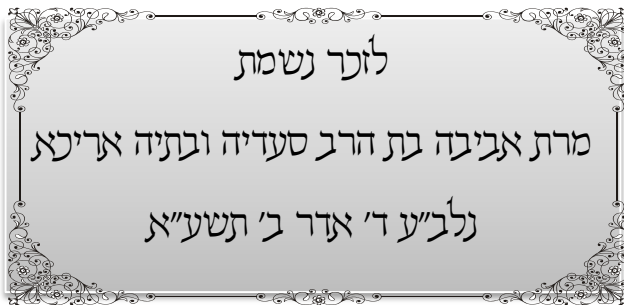 לזכר נשמת
מרת אביבה בת הרב סעדיה ובתיה אריכא
נלב״ע ד׳ אדר ב׳ תשע״א